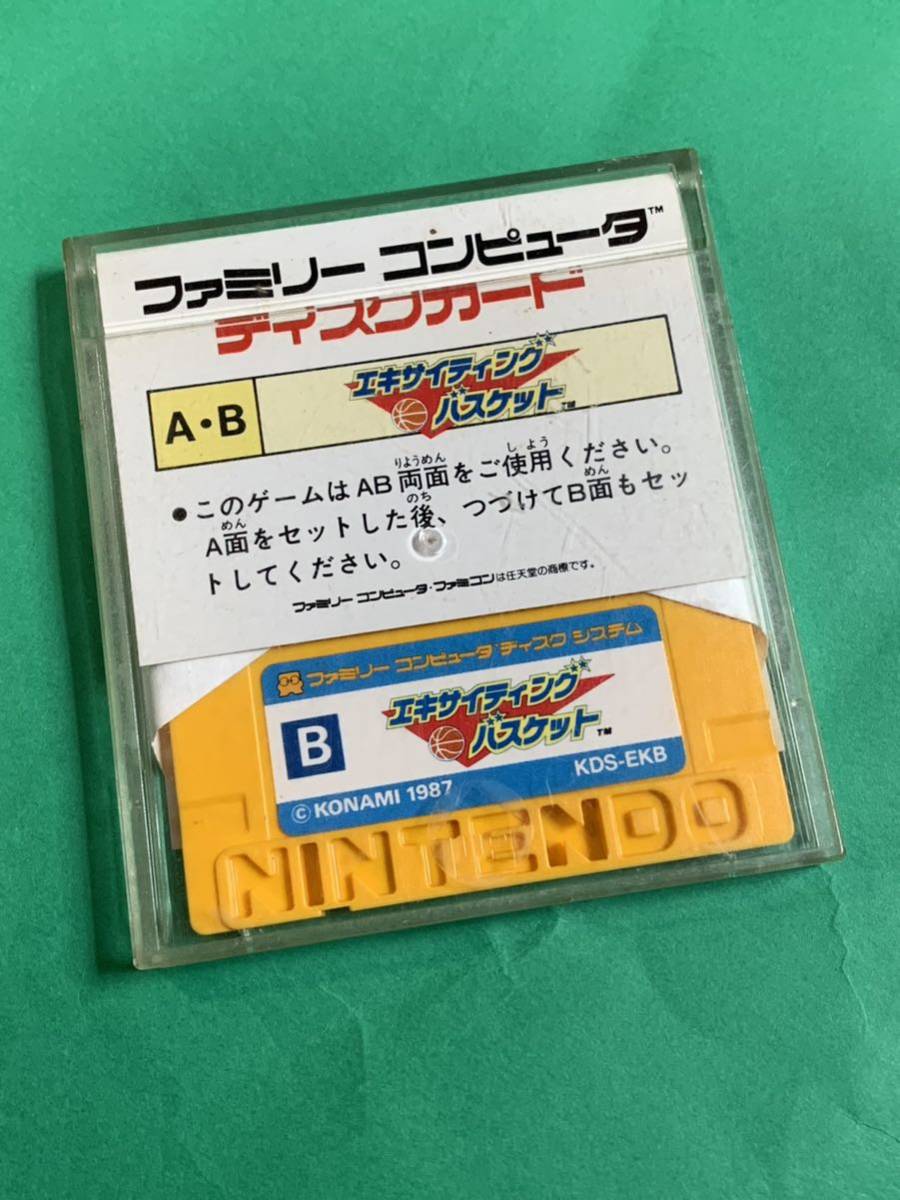 ファミリー コンピュータ™
ディスクカード
A・B
エキサイティング
バスケット™
●このゲームはAB両面をご使用ください。
A面をセットした後、つづけてB面もセッ
トしてください。
りょうめん
しよう
めん
のち
めん
ファミリー コンピュータ・ファミコンは任天堂の商標です。
ファミリー コンピュータ ディスク システム
B
エキサイティング
バスケット™
©KONAMI 1987
KDS-EKB
NINTENDO